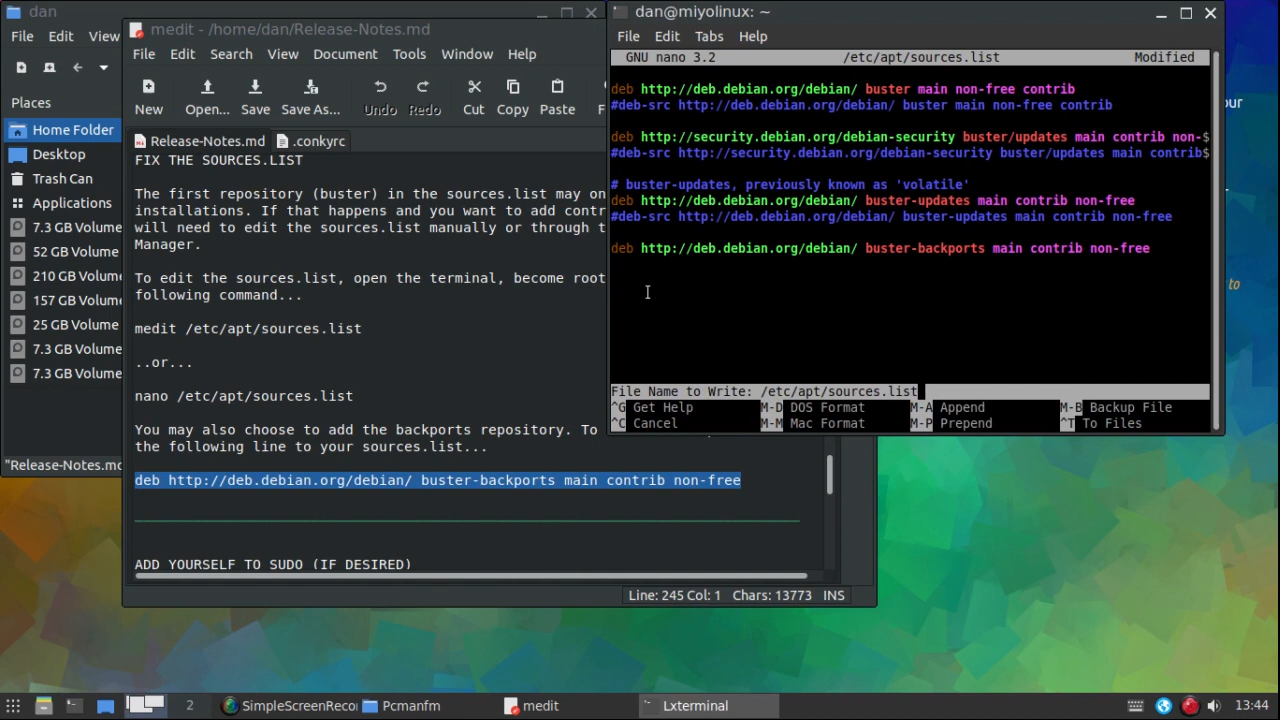 dan
File Edit View
Places
Home Folder
Desktop
Trash Can
Applications
7.3 GB Volume
52 GB Volume
210 GB Volume
157 GB Volume
25 GB Volume
7.3 GB Volume
7.3 GB Volume
"Release-Notes.md
medit - /home/dan/Release-Notes.md
File Edit Search View Document Tools Window Help
New Open... Save Save As... Undo Redo Cut Copy Paste F
Release-Notes.md .conkyrc
FIX THE SOURCES.LIST
The first repository (buster) in the sources.list may on
installations. If that happens and you want to add contr
will need to edit the sources.list manually or through t
Manager.
To edit the sources.list, open the terminal, become root
following command...
medit /etc/apt/sources.list
..or...
nano /etc/apt/sources.list
You may also choose to add the backports repository. To
the following line to your sources.list...
deb http://deb.debian.org/debian/ buster-backports main contrib non-free
ADD YOURSELF TO SUDO (IF DESIRED)
Line: 245 Col: 1 Chars: 13773 INS
dan@miyolinux: ~
File Edit Tabs Help
GNU nano 3.2 /etc/apt/sources.list Modified
deb http://deb.debian.org/debian/ buster main non-free contrib
#deb-src http://deb.debian.org/debian/ buster main non-free contrib
deb http://security.debian.org/debian-security buster/updates main contrib non-$
#deb-src http://security.debian.org/debian-security buster/updates main contrib$
# buster-updates, previously known as 'volatile'
deb http://deb.debian.org/debian/ buster-updates main contrib non-free
#deb-src http://deb.debian.org/debian/ buster-updates main contrib non-free
deb http://deb.debian.org/debian/ buster-backports main contrib non-free
File Name to Write: /etc/apt/sources.list
^G Get Help M-D DOS Format M-A Append M-B Backup File
^C Cancel M-M Mac Format M-P Prepend ^T To Files
our
to
2 SimpleScreenReco Pcmanfm medit Lxterminal 13:44